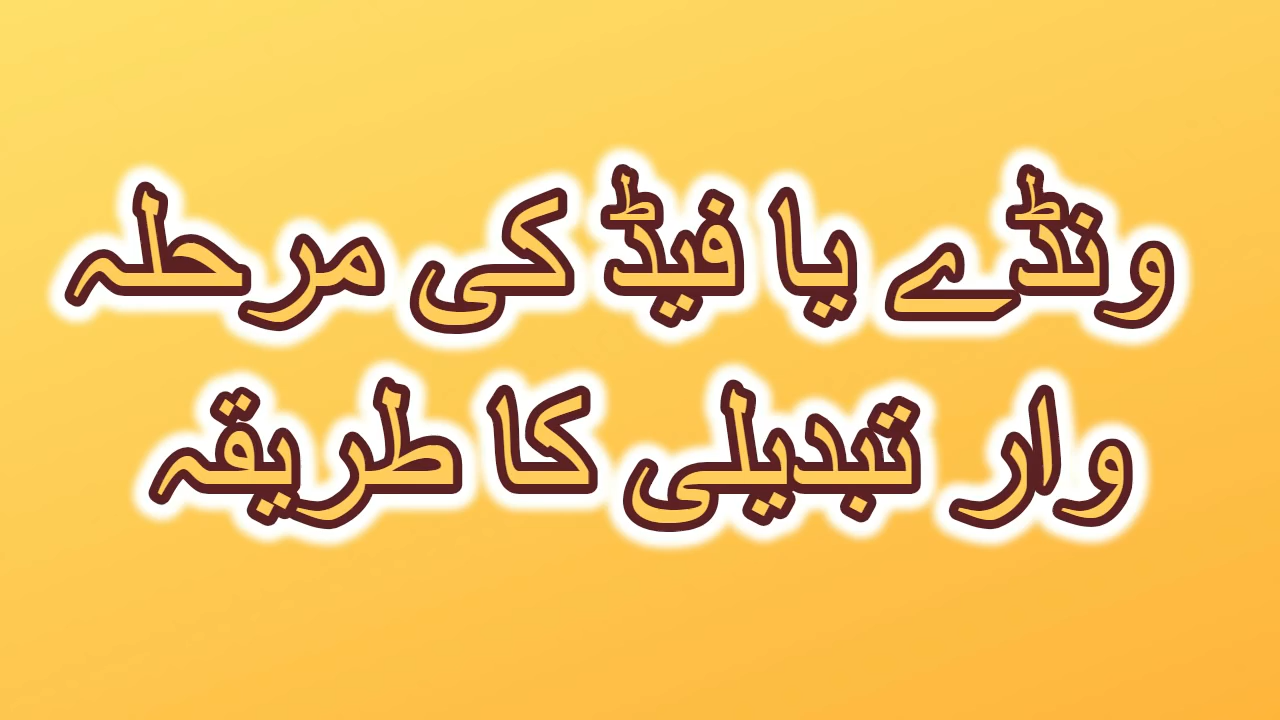 ونڈے یا فیڈ کی مرحلہ
وار تبدیلی کا طریقہ